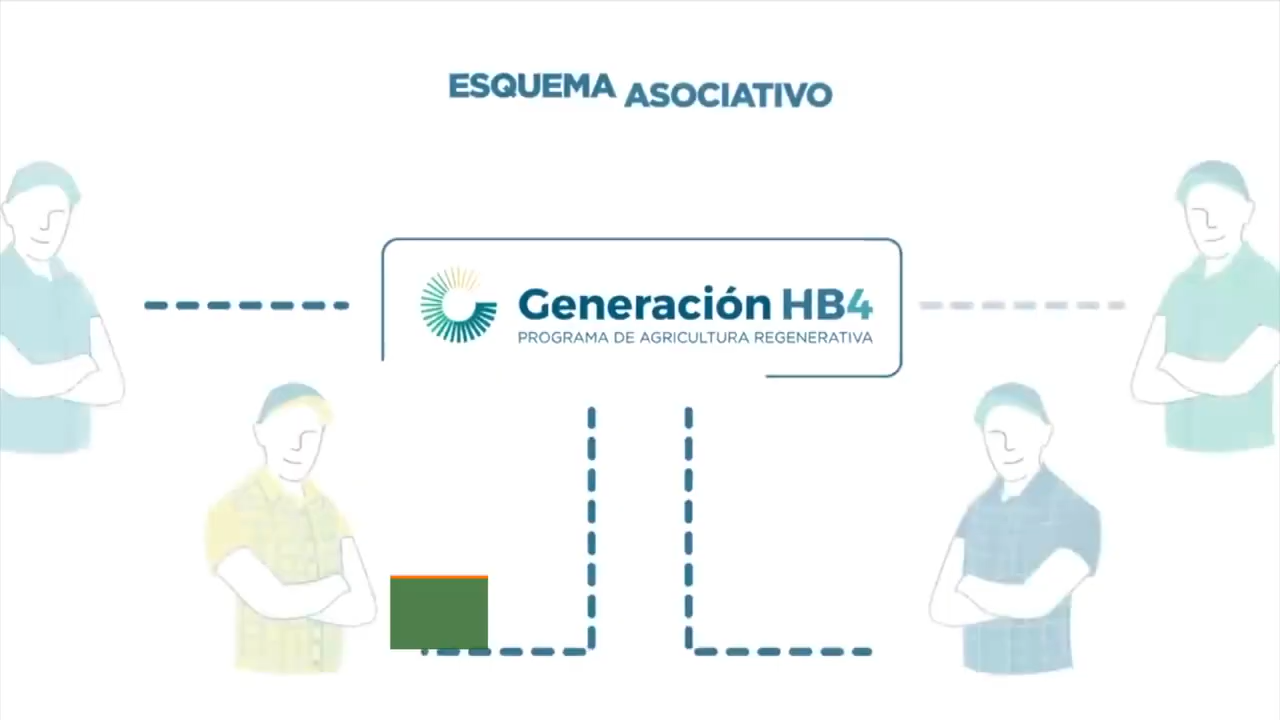 ESQUEMA ASOCIATIVO
Generación HB4
PROGRAMA DE AGRICULTURA REGENERATIVA